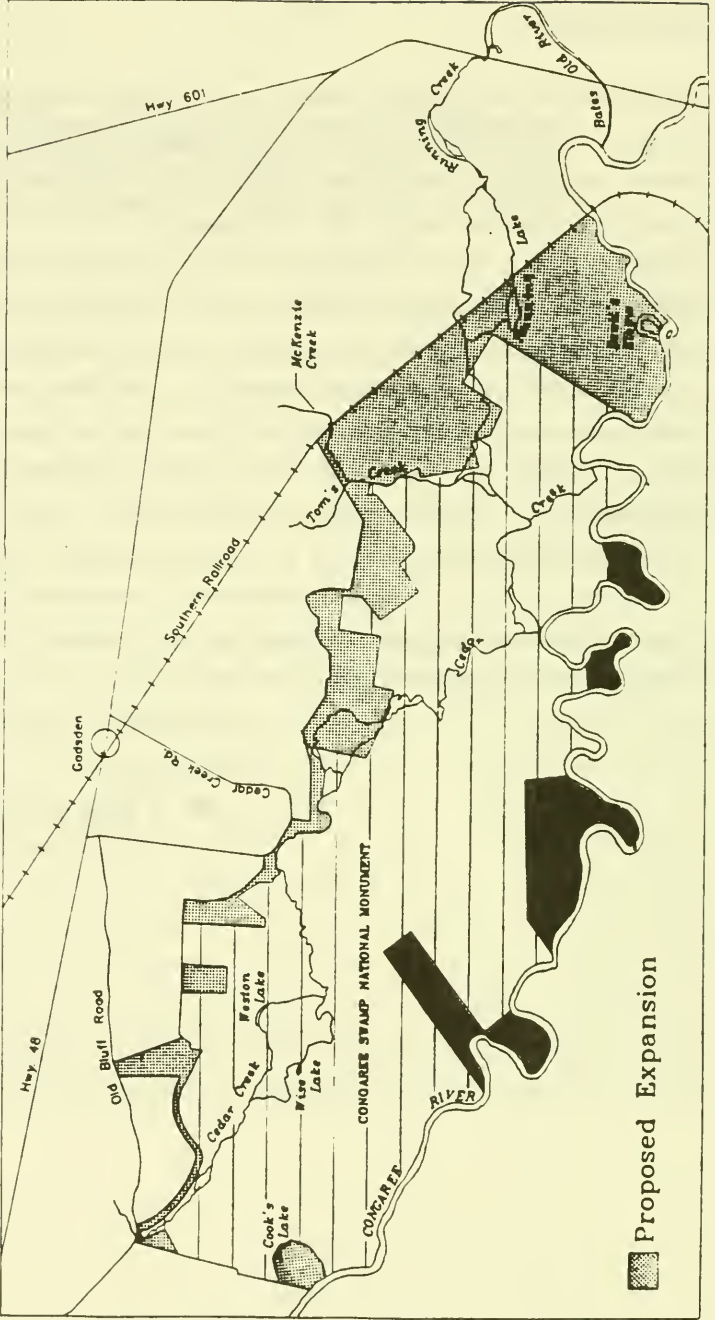 Hwy 601
Hwy 48
Old Bluff Road
Southern Railroad
Gadsden
Cedar Creek Rd
McKenzie
Creek
Tom's
Creek
Running Creek
Bates Old River
Running
Lake
Creek
Cedar
Weston
Lake
Wise
Lake
Cedar Creek
Cook's
Lake
CONGAREE SWAMP NATIONAL MONUMENT
CONGAREE RIVER
Proposed Expansion